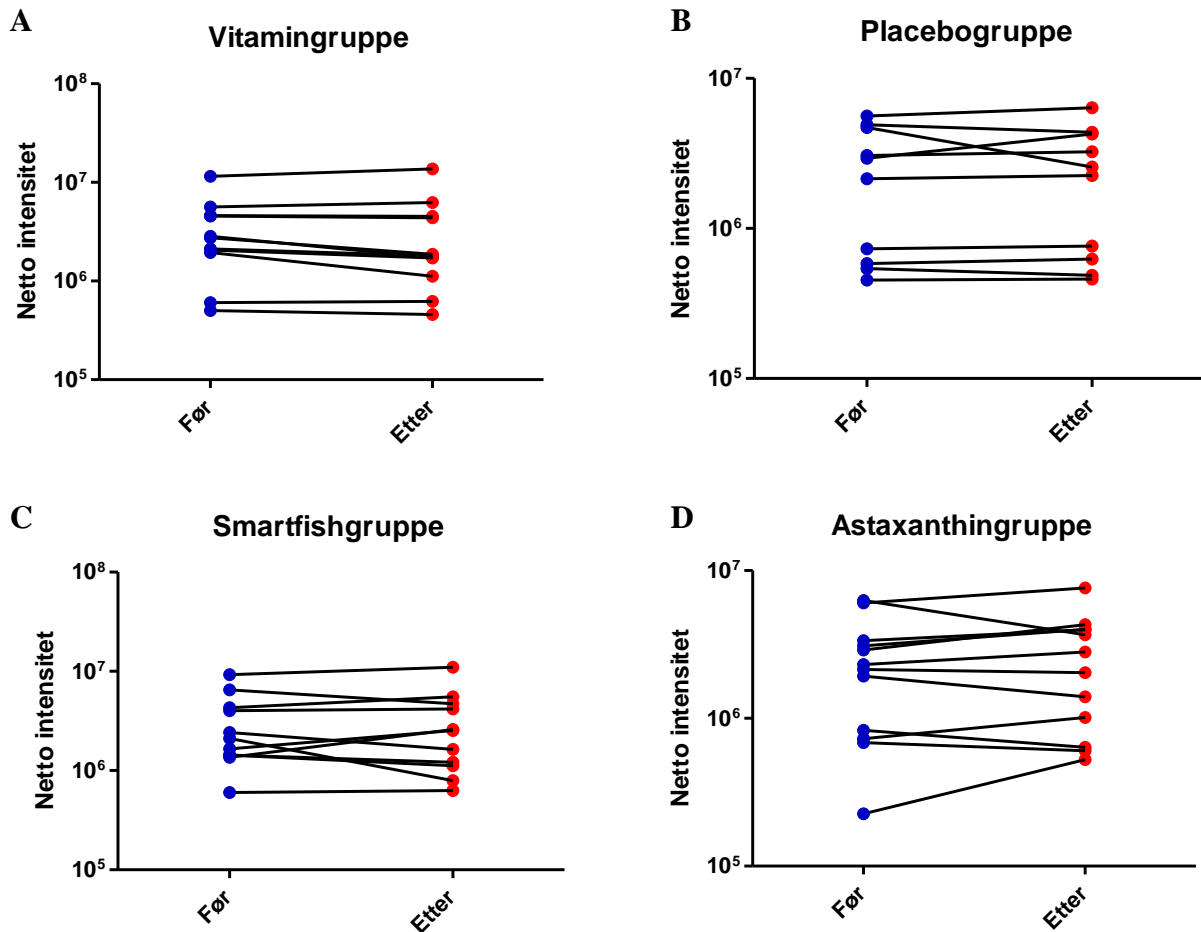 A
Vitamingruppe
Netto intensitet
10⁸
10⁷
10⁶
10⁵
Før
Etter
B
Placebogruppe
Netto intensitet
10⁷
10⁶
10⁵
Før
Etter
C
Smartfishgruppe
Netto intensitet
10⁸
10⁷
10⁶
10⁵
Før
Etter
D
Astaxanthingruppe
Netto intensitet
10⁷
10⁶
10⁵
Før
Etter